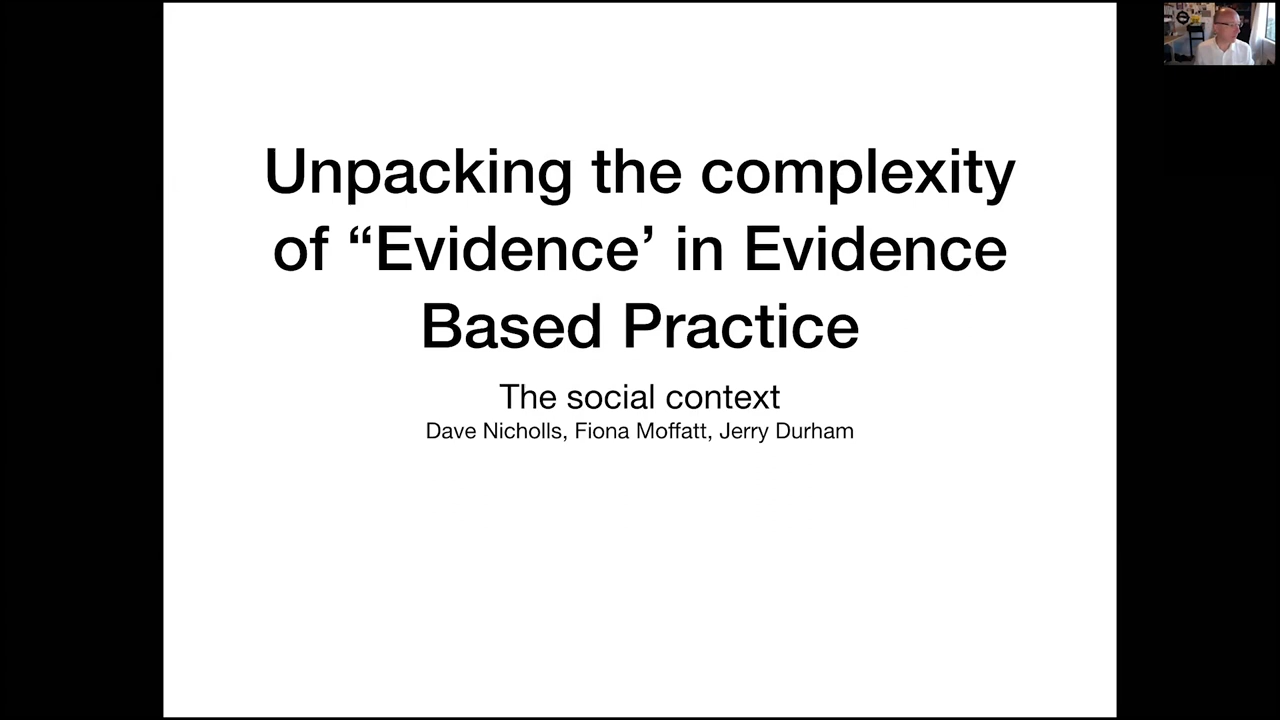 Unpacking the complexity
of “Evidence’ in Evidence
Based Practice
The social context
Dave Nicholls, Fiona Moffatt, Jerry Durham